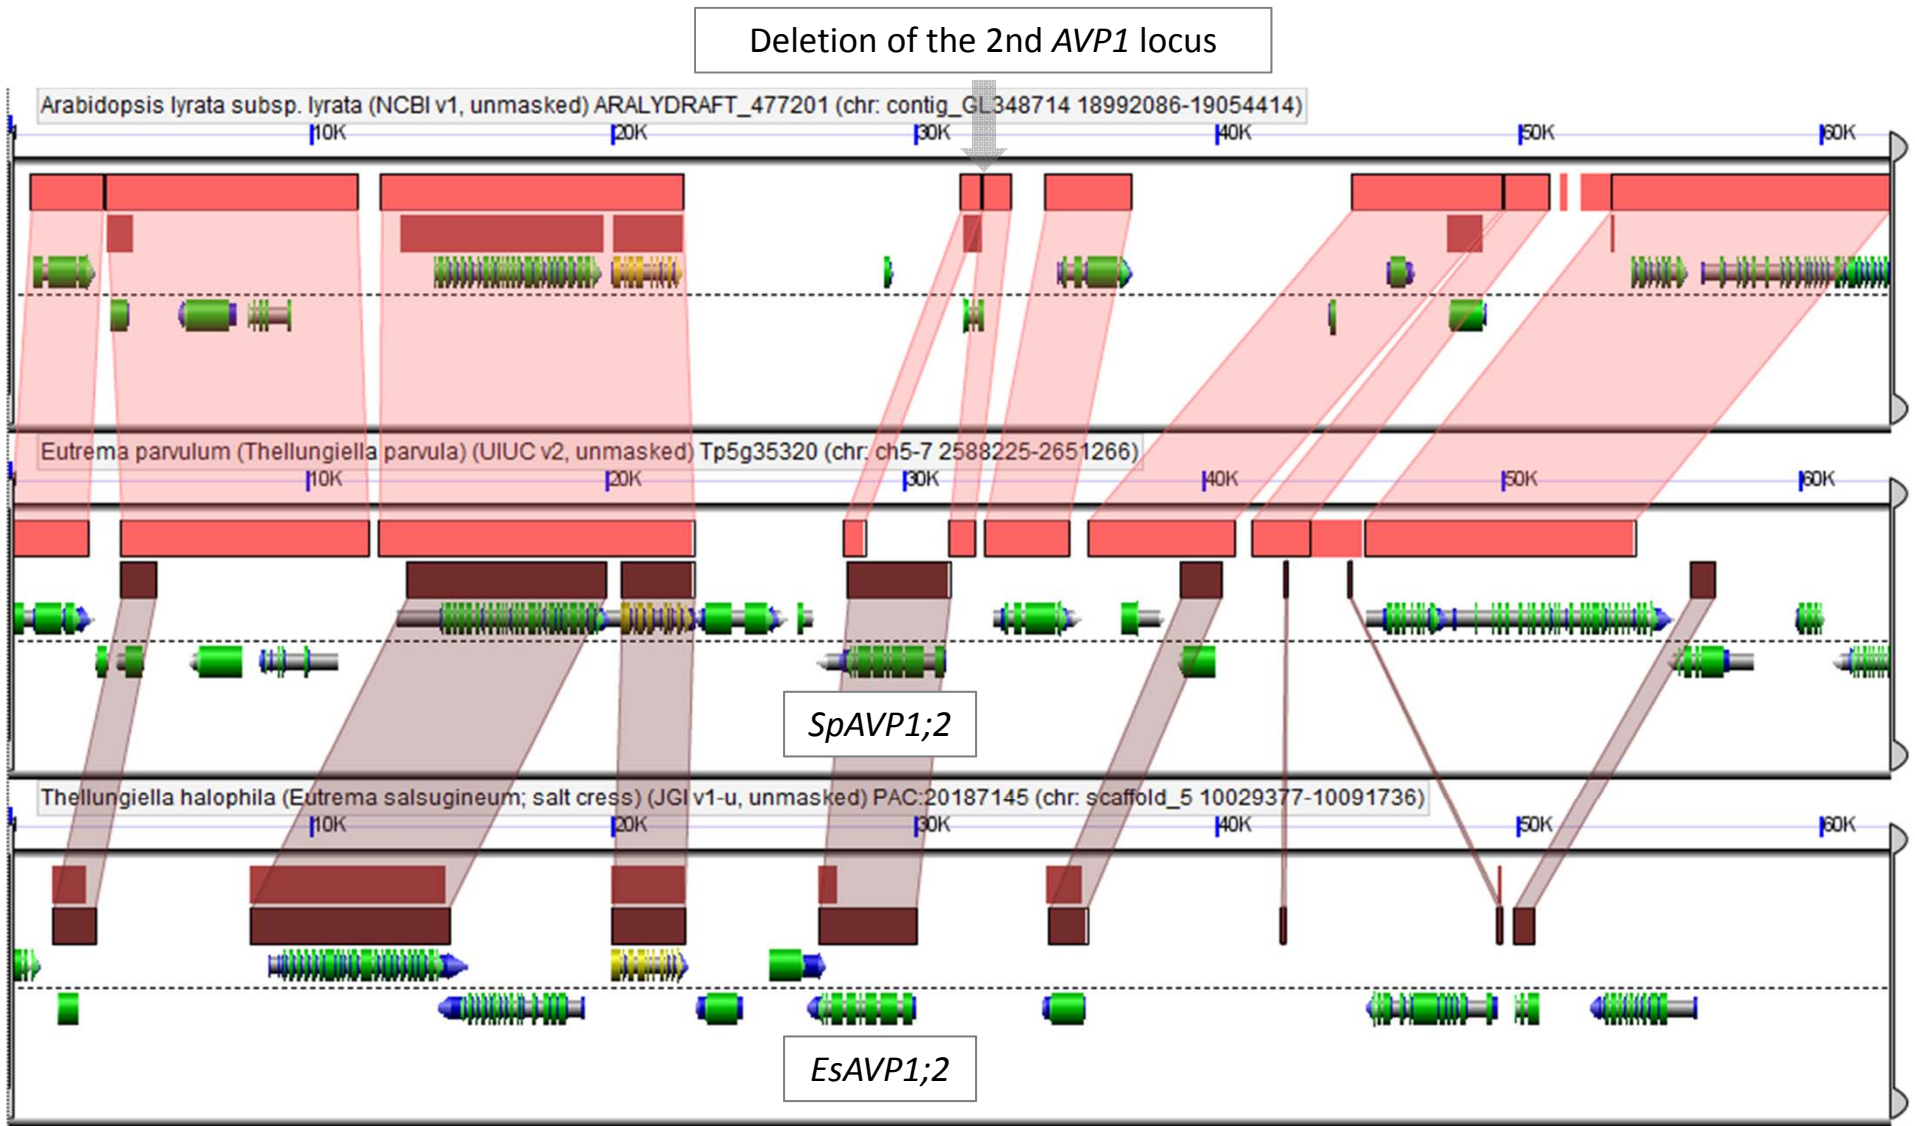 Deletion of the 2nd AVP1 locus
Arabidopsis lyrata subsp. lyrata (NCBI v1, unmasked) ARALYDRAFT_477201 (chr: contig_GL348714 18992086-19054414)
10K 20K 30K 40K 50K 60K
Eutrema parvulum (Thellungiella parvula) (UIUC v2, unmasked) Tp5g35320 (chr: ch5-7 2588225-2651266)
10K 20K 30K 40K 50K 60K
SpAVP1;2
Thellungiella halophila (Eutrema salsugineum; salt cress) (JGI v1-u, unmasked) PAC:20187145 (chr: scaffold_5 10029377-10091736)
10K 20K 30K 40K 50K 60K
EsAVP1;2